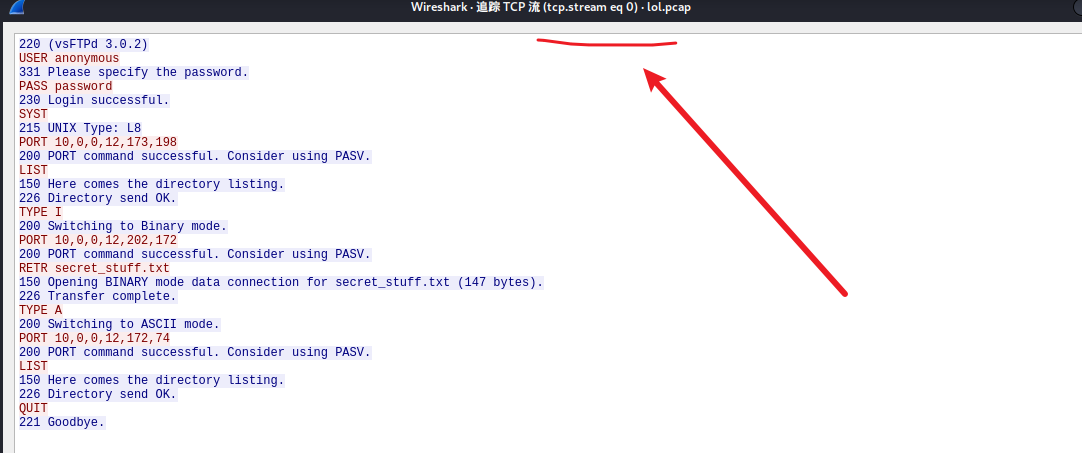 Wireshark · 追踪 TCP 流 (tcp.stream eq 0) · lol.pcap
220 (vsFTPd 3.0.2)
USER anonymous
331 Please specify the password.
PASS password
230 Login successful.
SYST
215 UNIX Type: L8
PORT 10,0,0,12,173,198
200 PORT command successful. Consider using PASV.
LIST
150 Here comes the directory listing.
226 Directory send OK.
TYPE I
200 Switching to Binary mode.
PORT 10,0,0,12,202,172
200 PORT command successful. Consider using PASV.
RETR secret_stuff.txt
150 Opening BINARY mode data connection for secret_stuff.txt (147 bytes).
226 Transfer complete.
TYPE A
200 Switching to ASCII mode.
PORT 10,0,0,12,172,74
200 PORT command successful. Consider using PASV.
LIST
150 Here comes the directory listing.
226 Directory send OK.
QUIT
221 Goodbye.